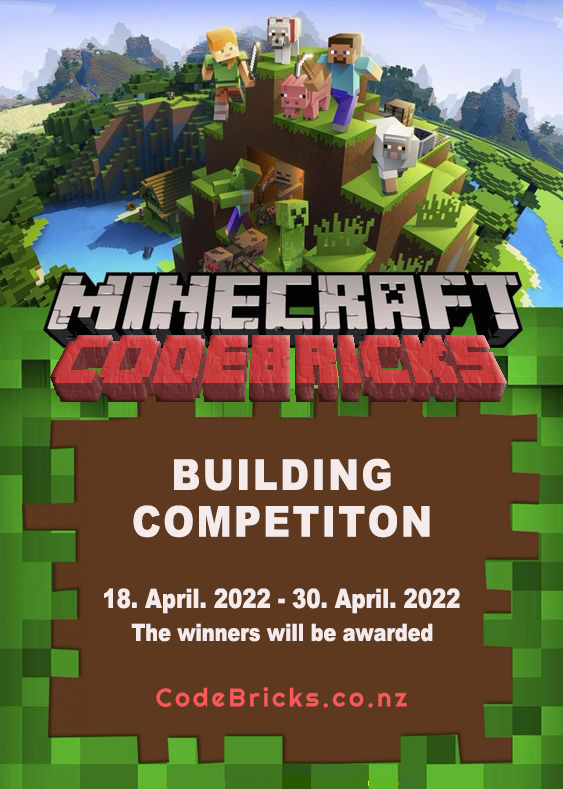 MINECRAFT
CODEBRICKS
BUILDING
COMPETITON
18. April. 2022 - 30. April. 2022
The winners will be awarded
CodeBricks.co.nz